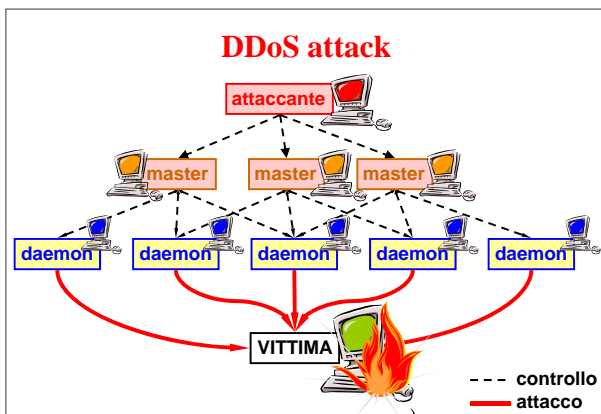 DDoS attack
attaccante
master master master
daemon daemon daemon daemon daemon
VITTIMA
controllo
attacco